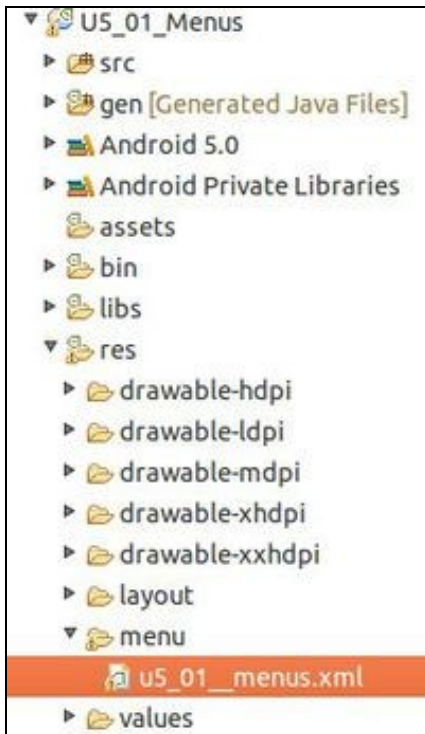 U5_01_Menus
src
gen [Generated Java Files]
Android 5.0
Android Private Libraries
assets
bin
libs
res
drawable-hdpi
drawable-ldpi
drawable-mdpi
drawable-xhdpi
drawable-xxhdpi
layout
menu
u5_01__menus.xml
values